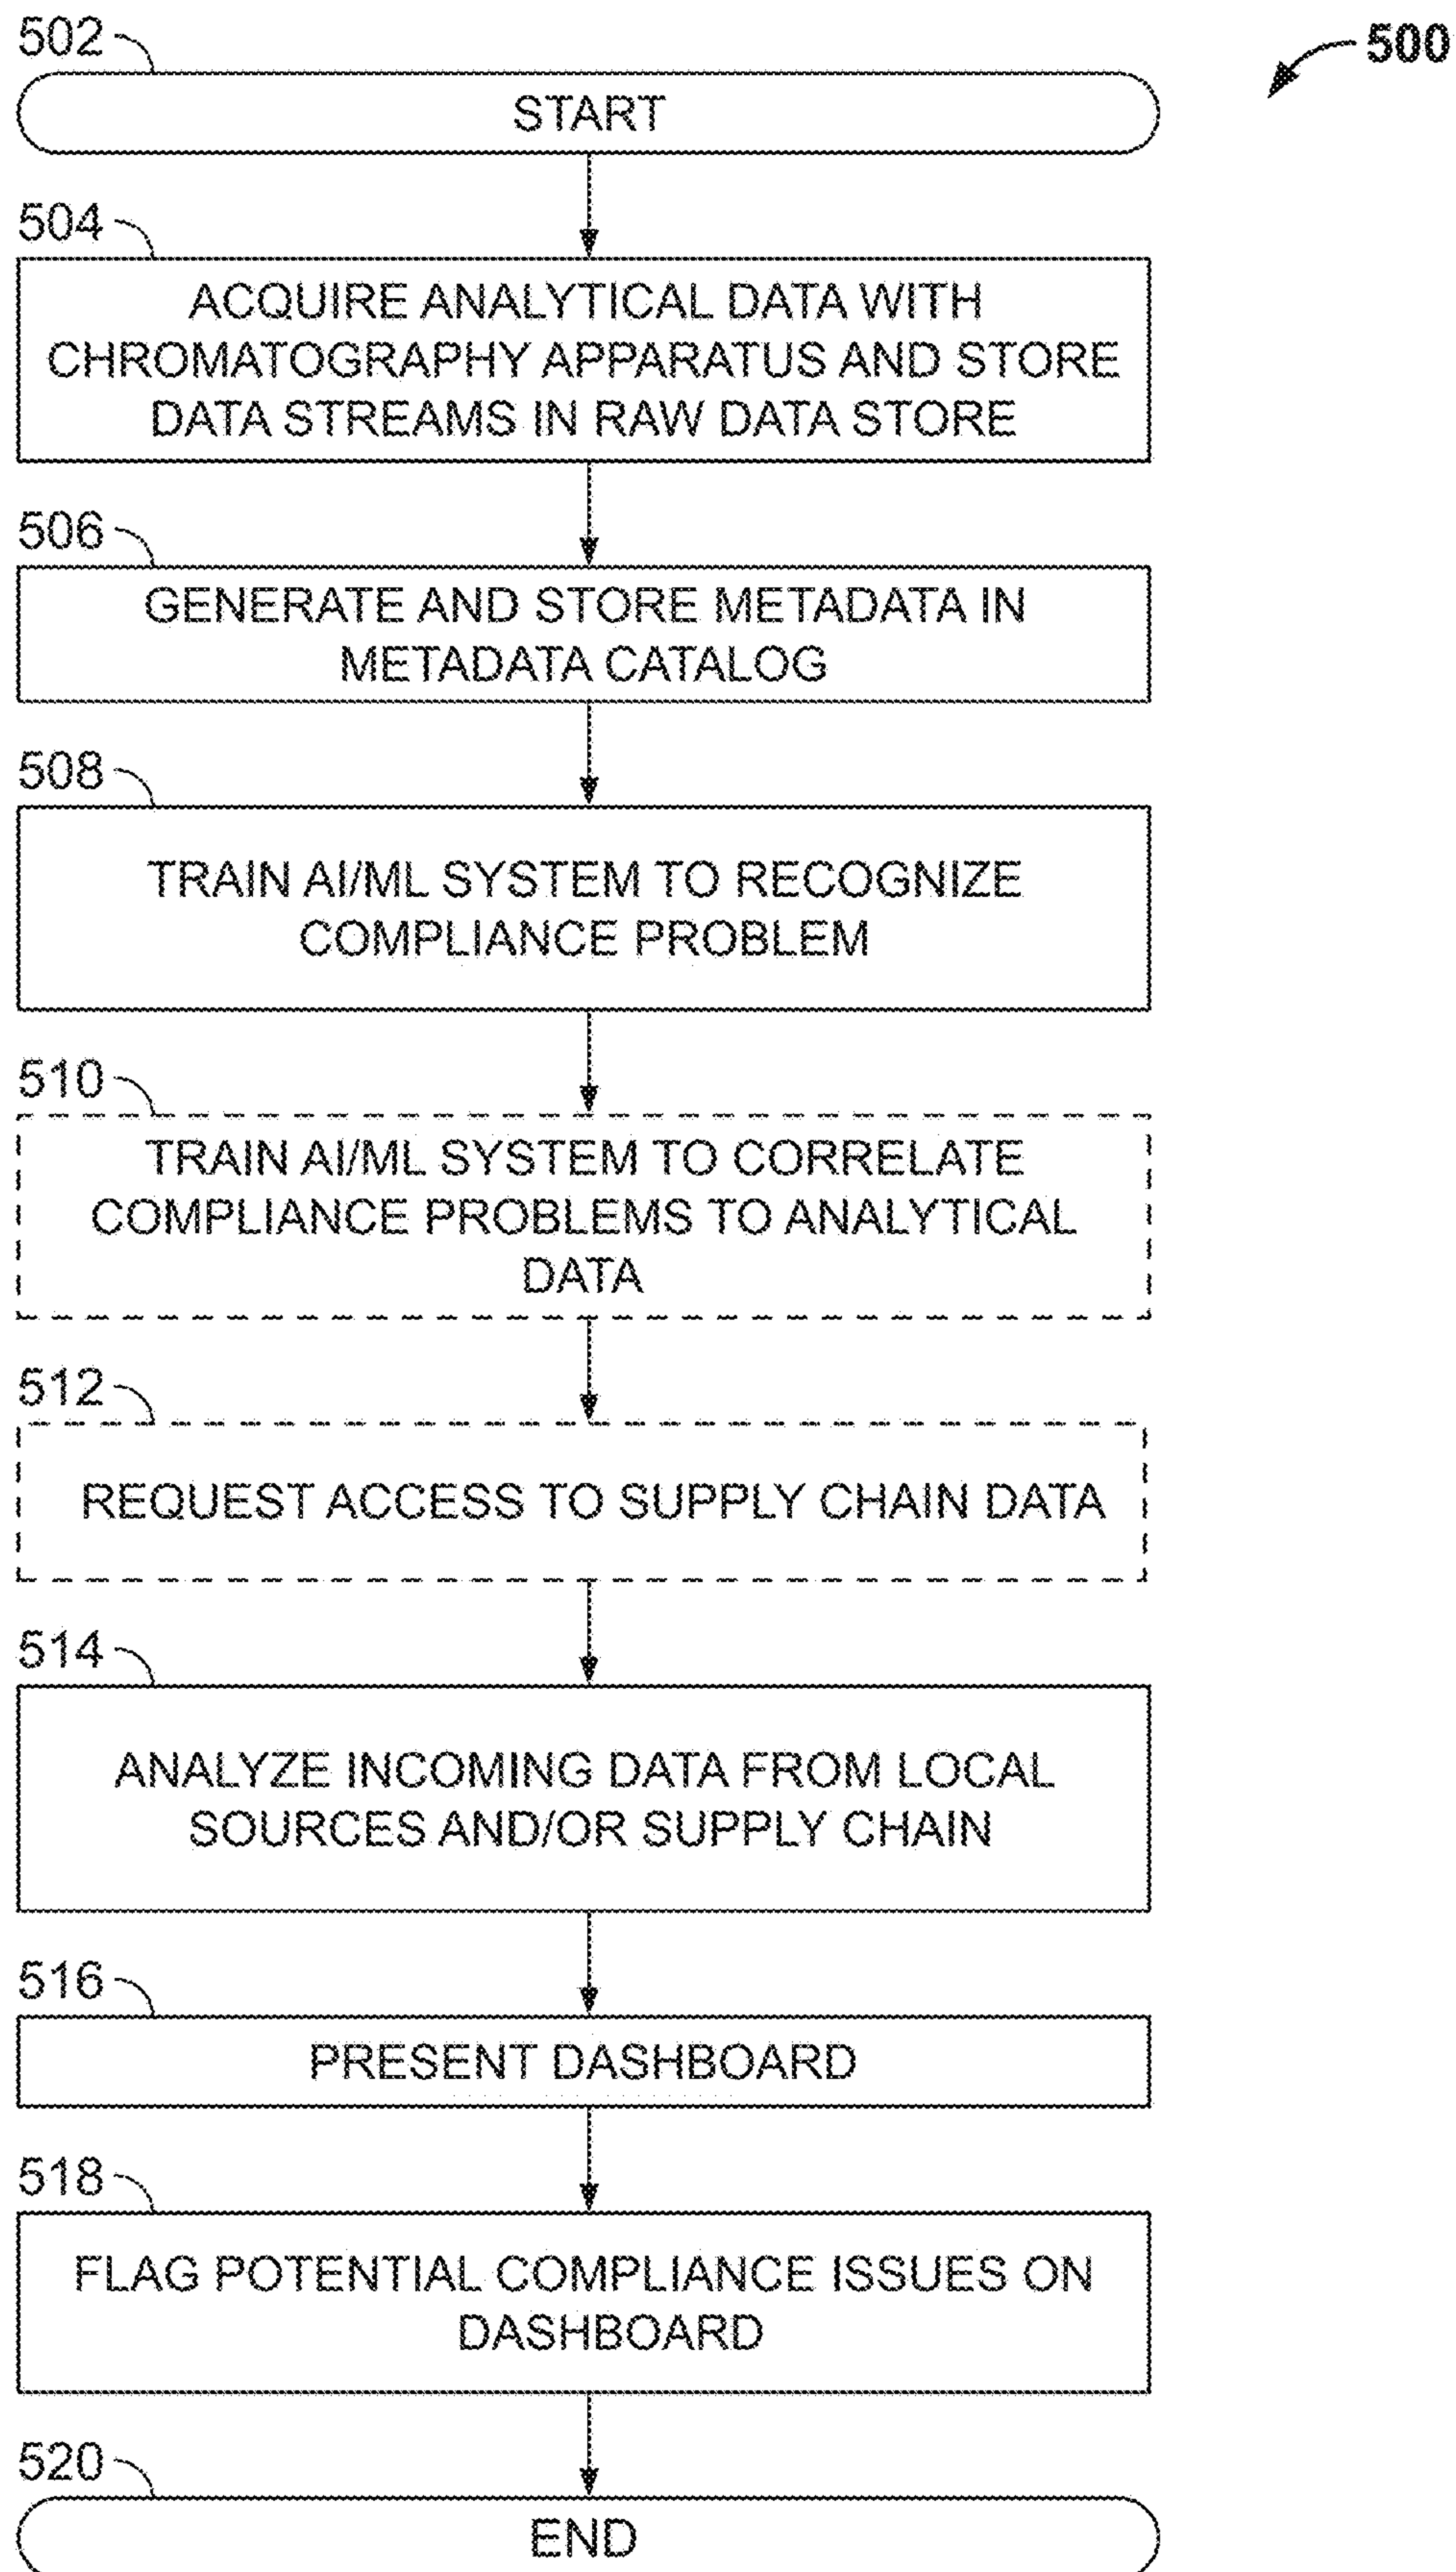 502
500
START
504
ACQUIRE ANALYTICAL DATA WITH
CHROMATOGRAPHY APPARATUS AND STORE
DATA STREAMS IN RAW DATA STORE
506
GENERATE AND STORE METADATA IN
METADATA CATALOG
508
TRAIN AI/ML SYSTEM TO RECOGNIZE
COMPLIANCE PROBLEM
510
TRAIN AI/ML SYSTEM TO CORRELATE
COMPLIANCE PROBLEMS TO ANALYTICAL
DATA
512
REQUEST ACCESS TO SUPPLY CHAIN DATA
514
ANALYZE INCOMING DATA FROM LOCAL
SOURCES AND/OR SUPPLY CHAIN
516
PRESENT DASHBOARD
518
FLAG POTENTIAL COMPLIANCE ISSUES ON
DASHBOARD
520
END